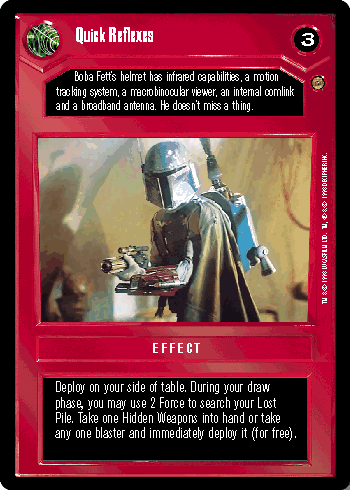 Quick Reflexes
3
Boba Fett's helmet has infrared capabilities, a motion
tracking system, a macrobinocular viewer, an internal comlink
and a broadband antenna. He doesn't miss a thing.
EFFECT
Deploy on your side of table. During your draw
phase, you may use 2 Force to search your Lost
Pile. Take one Hidden Weapons into hand or take
any one blaster and immediately deploy it (for free).